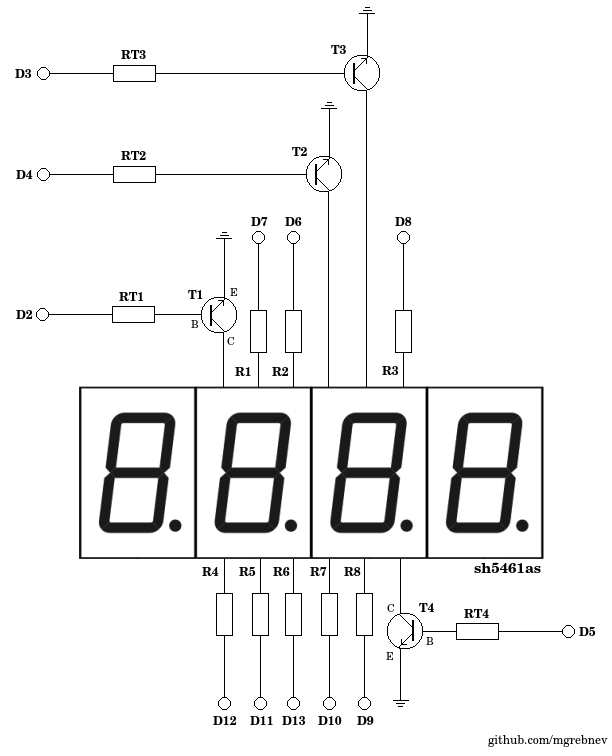 T3
RT3
D3
T2
RT2
D4
D7 D6 D8
T1 E
RT1
D2
B
C
R1 R2 R3
sh5461as
R4 R5 R6 R7 R8
C T4 RT4
D5
B
E
D12 D11 D13 D10 D9
github.com/mgrebnev